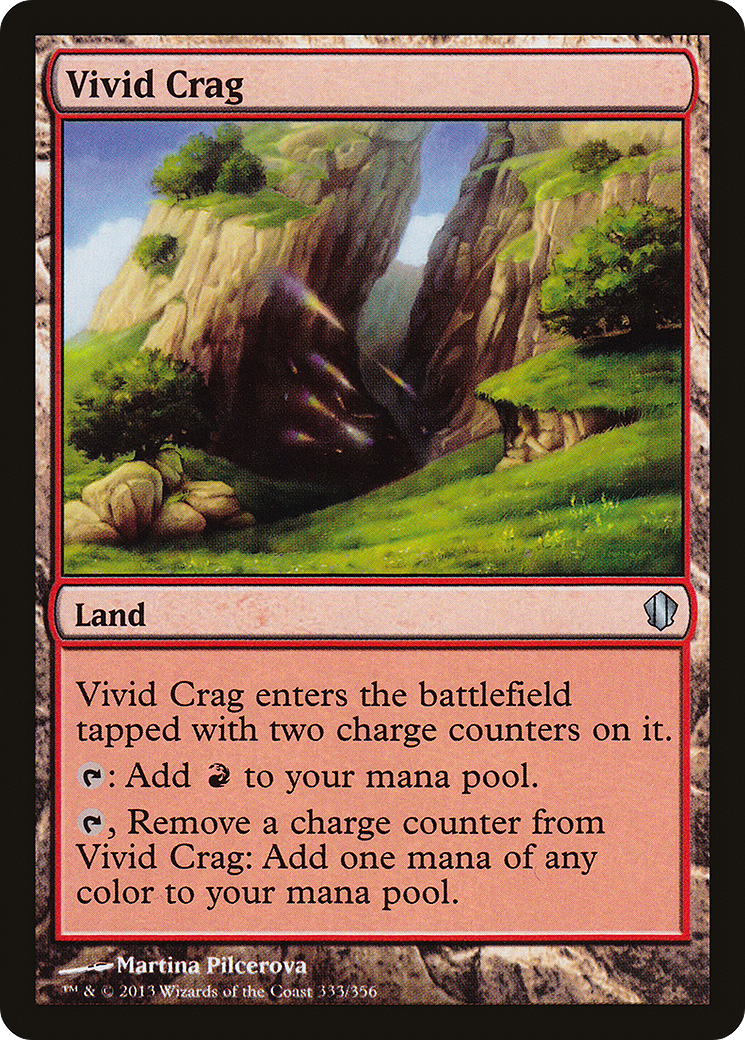 Vivid Crag
Land
Vivid Crag enters the battlefield
tapped with two charge counters on it.
: Add to your mana pool.
, Remove a charge counter from
Vivid Crag: Add one mana of any
color to your mana pool.
Martina Pilcerova
™ & © 2013 Wizards of the Coast 333/356